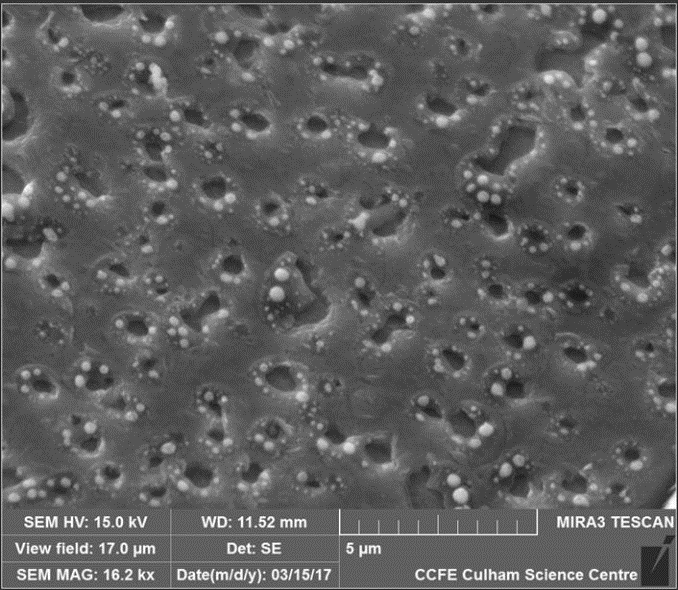 SEM HV: 15.0 kV
WD: 11.52 mm
MIRA3 TESCAN
View field: 17.0 µm
Det: SE
5 µm
SEM MAG: 16.2 kx
Date(m/d/y): 03/15/17
CCFE Culham Science Centre